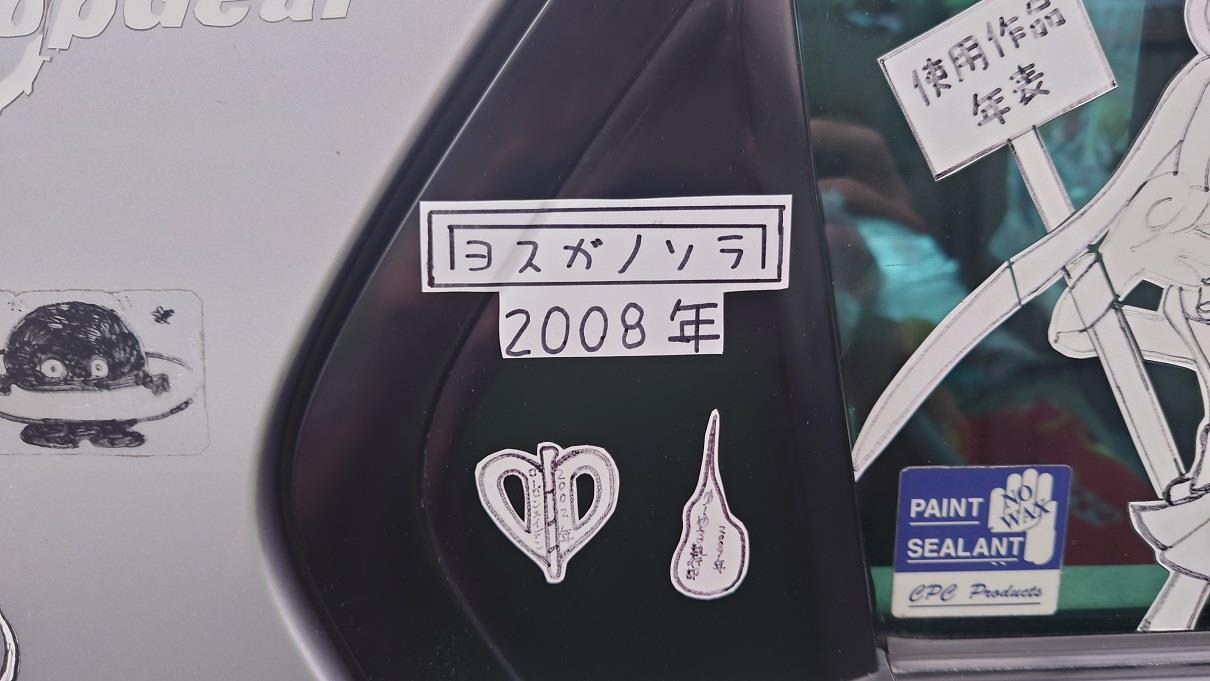 使用作品
年表
ヨスガノソラ
2008年
PAINT
SEALANT
NO
WAX
CPC Products